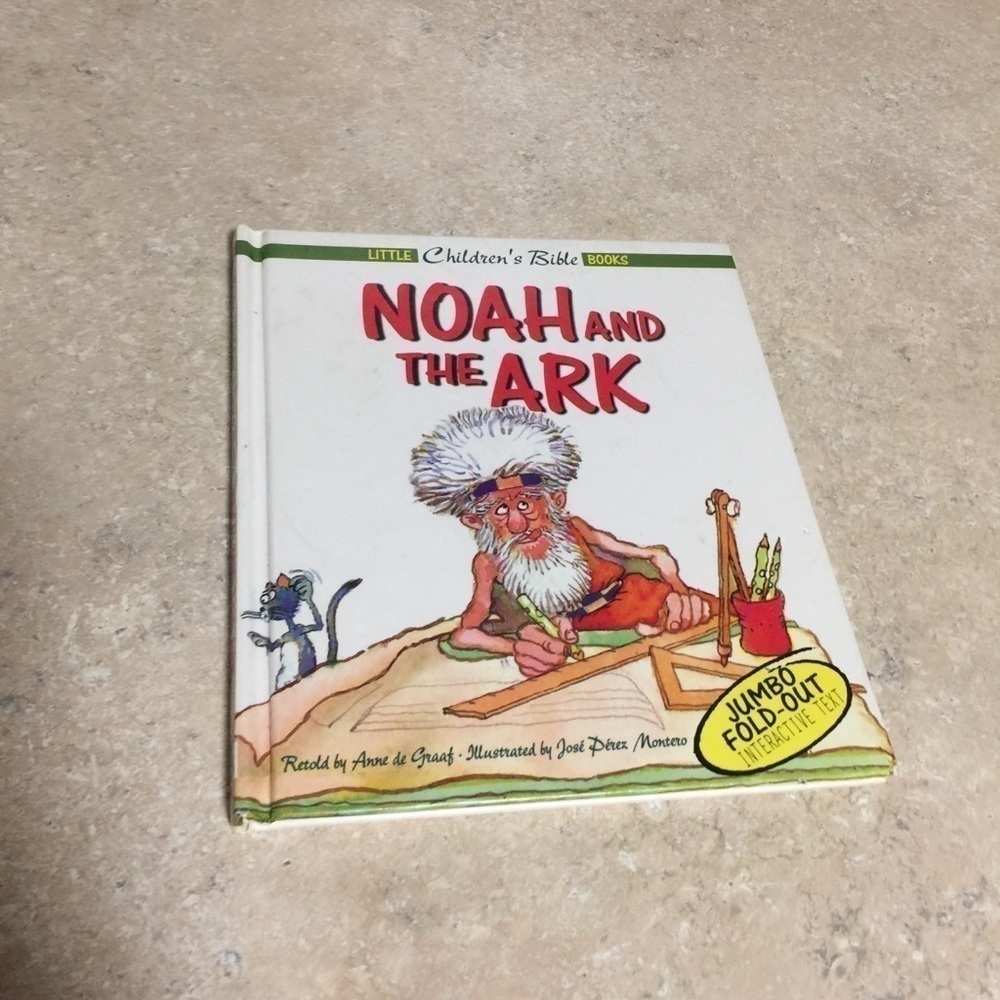 LITTLE Children's Bible BOOKS
NOAH AND
THE ARK
JUMBO
FOLD-OUT
INTERACTIVE TEXT
Retold by Anne de Graaf · Illustrated by José Pérez Montero